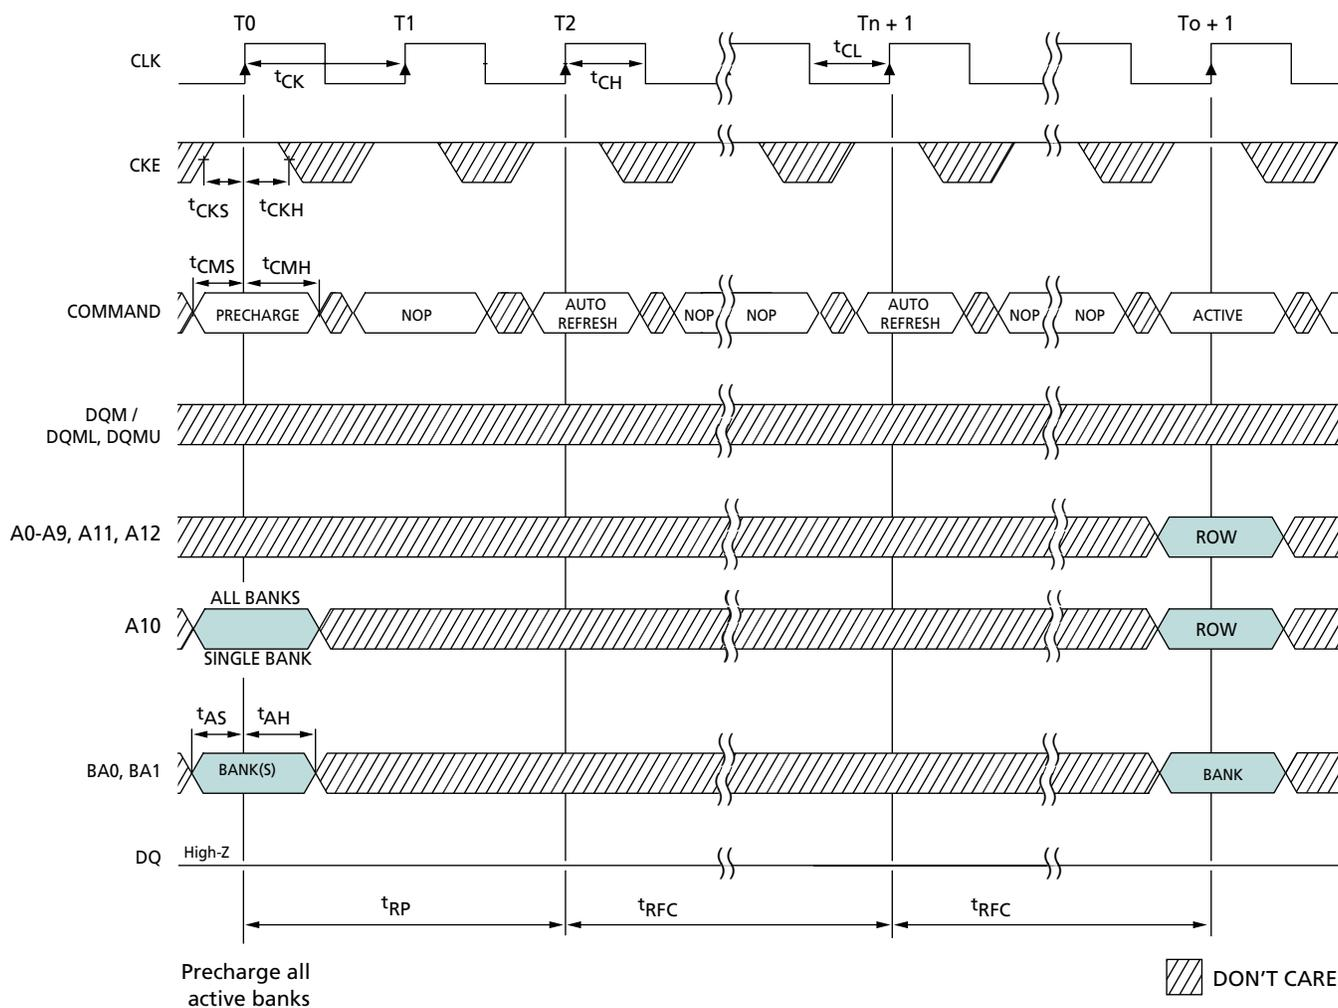 T0 T1 T2 Tn + 1 To + 1
CLK
tCK tCH tCL
CKE
tCKS tCKH
tCMS tCMH
COMMAND PRECHARGE NOP AUTO REFRESH NOP NOP AUTO REFRESH NOP NOP ACTIVE
DQM /
DQML, DQMU
A0-A9, A11, A12 ROW
ALL BANKS
A10 ROW
SINGLE BANK
tAS tAH
BA0, BA1 BANK(S) BANK
DQ High-Z
tRP tRFC tRFC
Precharge all
active banks
DON'T CARE